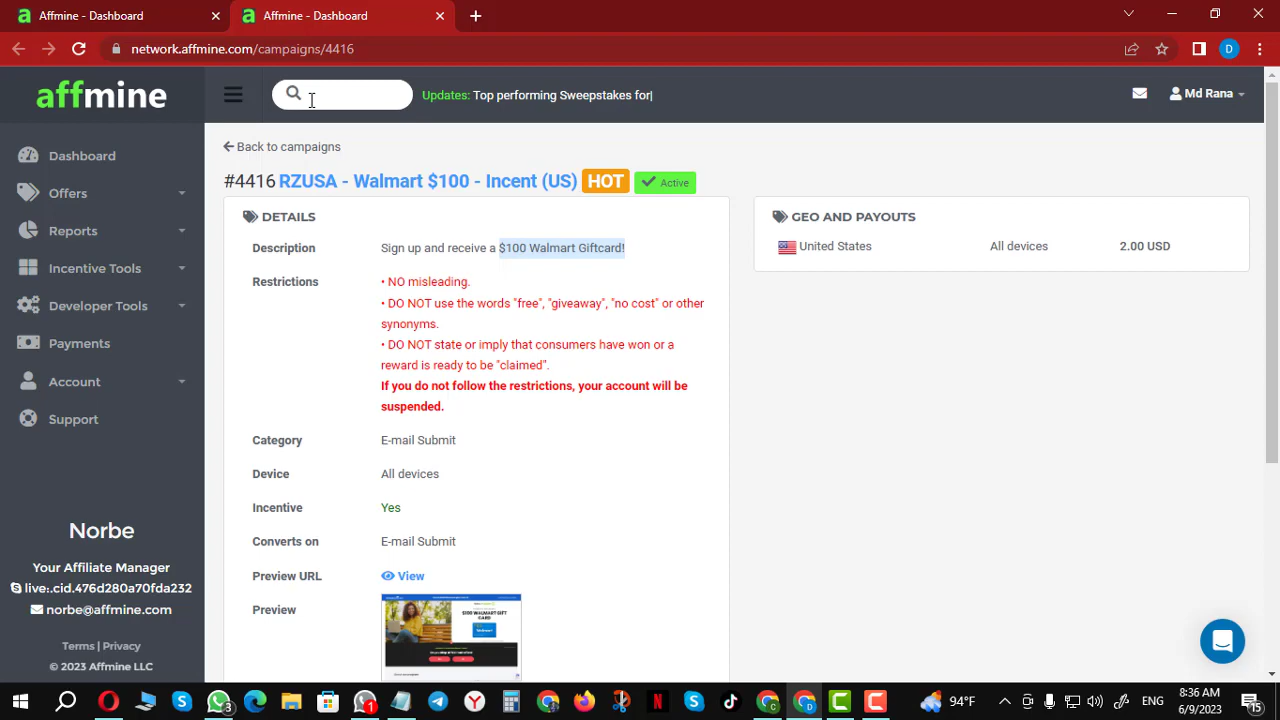 Affmine - Dashboard
Affmine - Dashboard
network.affmine.com/campaigns/4416
D
affmine
Updates: Top performing Sweepstakes for|
Md Rana
Dashboard
Offers
Reports
Incentive Tools
Developer Tools
Payments
Account
Support
Norbe
Your Affiliate Manager
live:.cid.476d280a70fda232
norbe@affmine.com
Terms | Privacy
© 2023 Affmine LLC
Back to campaigns
#4416 RZUSA - Walmart $100 - Incent (US) HOT Active
DETAILS
Description Sign up and receive a $100 Walmart Giftcard!
Restrictions • NO misleading.
• DO NOT use the words "free", "giveaway", "no cost" or other
synonyms.
• DO NOT state or imply that consumers have won or a
reward is ready to be "claimed".
If you do not follow the restrictions, your account will be
suspended.
Category E-mail Submit
Device All devices
Incentive Yes
Converts on E-mail Submit
Preview URL View
Preview
$100 WALMART GIFT
CARD
GEO AND PAYOUTS
United States All devices 2.00 USD
3
1
C
D
94°F
ENG
8:36 AM
6/9/2023
15